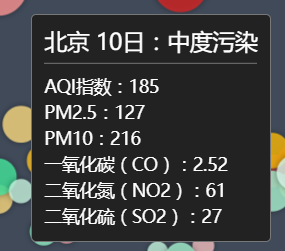 北京 10日：中度污染
AQI指数：185
PM2.5：127
PM10：216
一氧化碳（CO）：2.52
二氧化氮（NO2）：61
二氧化硫（SO2）：27